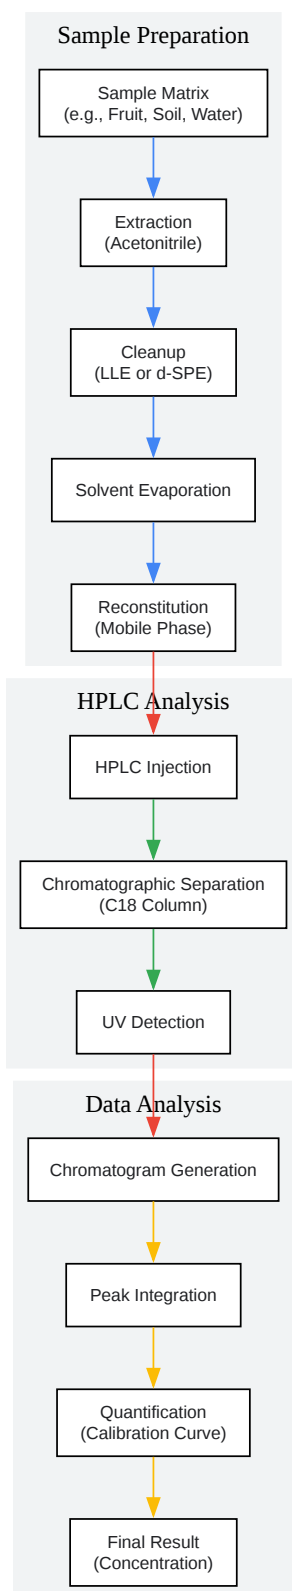 Sample Preparation
Sample Matrix
(e.g., Fruit, Soil, Water)
Extraction
(Acetonitrile)
Cleanup
(LLE or d-SPE)
Solvent Evaporation
Reconstitution
(Mobile Phase)
HPLC Analysis
HPLC Injection
Chromatographic Separation
(C18 Column)
UV Detection
Data Analysis
Chromatogram Generation
Peak Integration
Quantification
(Calibration Curve)
Final Result
(Concentration)